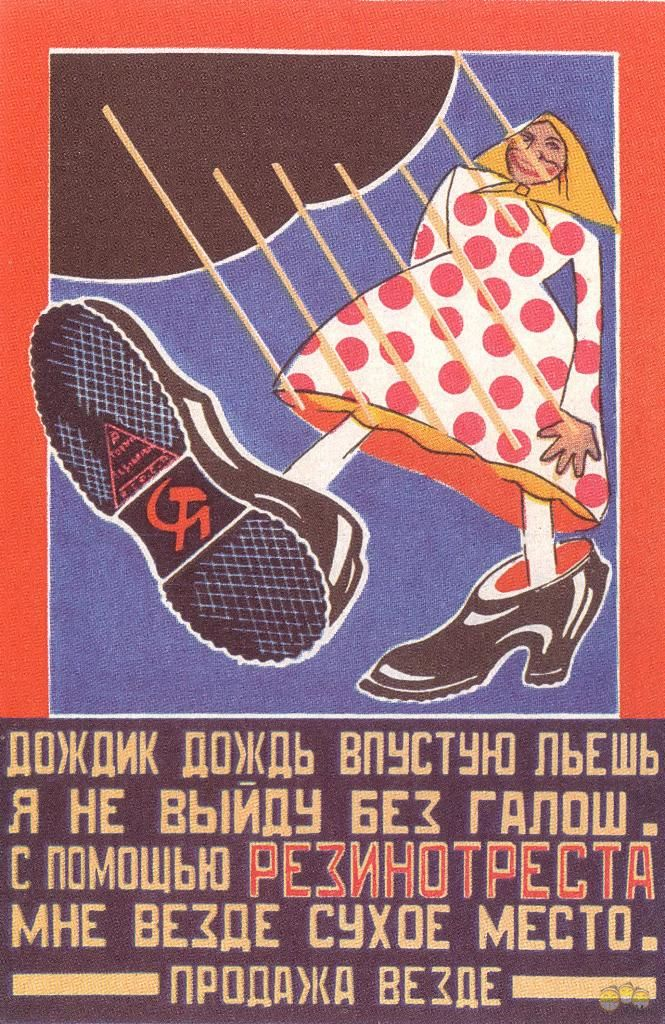 ДОЖДИК ДОЖДЬ ВПУСТУЮ ЛЬЕШЬ
Я НЕ ВЫЙДУ БЕЗ ГАЛОШ.
С ПОМОЩЬЮ РЕЗИНОТРЕСТА
МНЕ ВЕЗДЕ СУХОЕ МЕСТО.
ПРОДАЖА ВЕЗДЕ